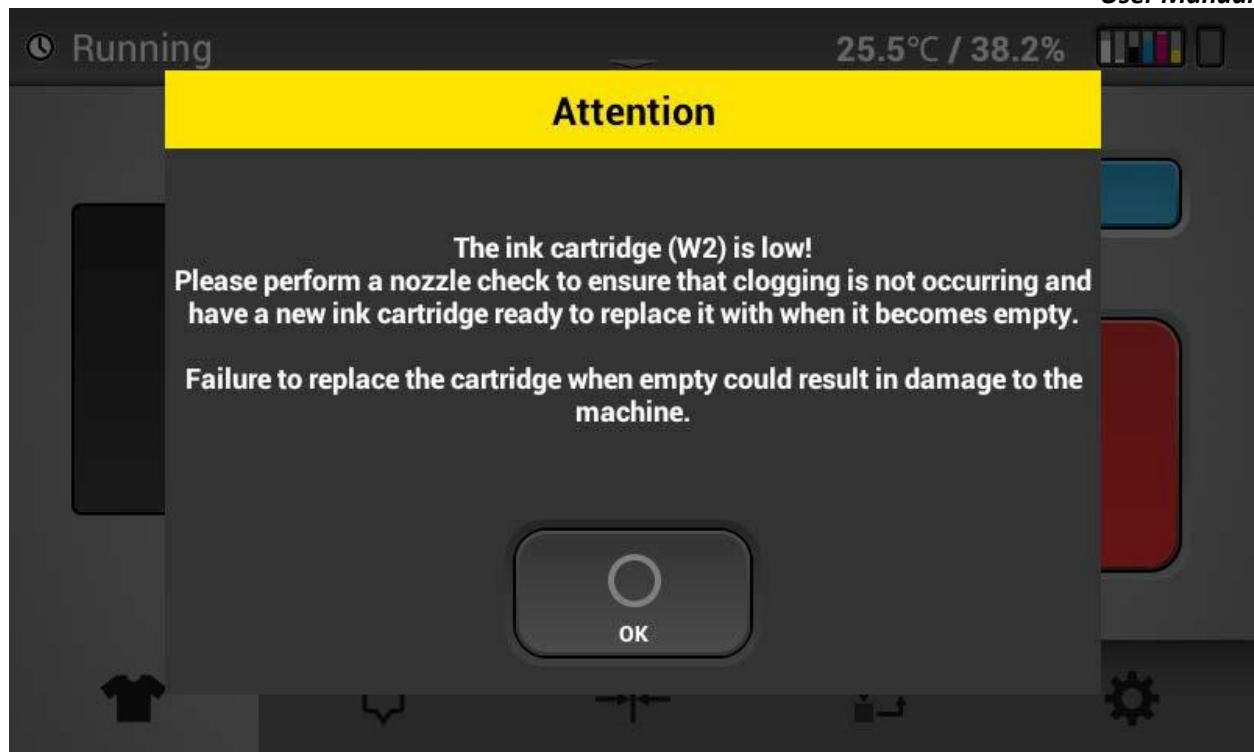 User Manual
Running
25.5°C / 38.2%
Attention
The ink cartridge (W2) is low!
Please perform a nozzle check to ensure that clogging is not occurring and
have a new ink cartridge ready to replace it with when it becomes empty.
Failure to replace the cartridge when empty could result in damage to the
machine.
OK